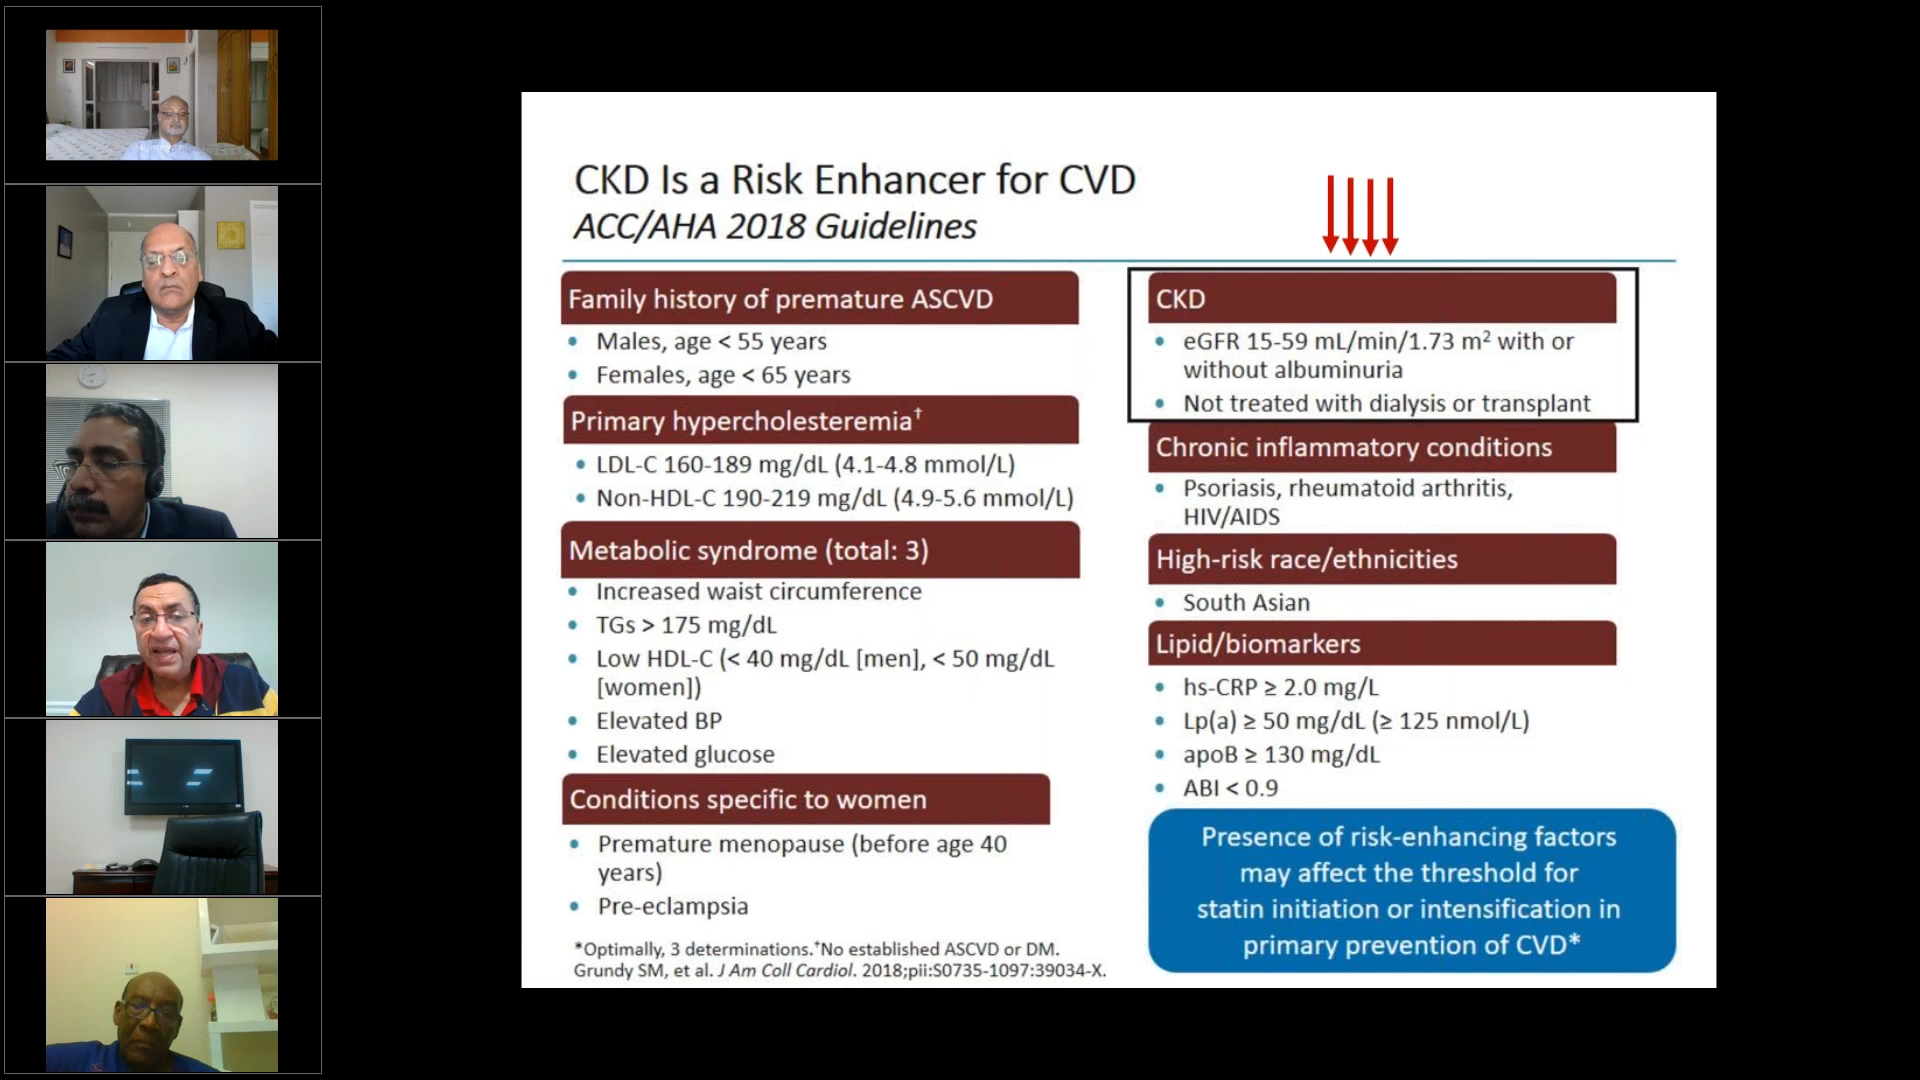 CKD Is a Risk Enhancer for CVD
ACC/AHA 2018 Guidelines
Family history of premature ASCVD
• Males, age < 55 years
• Females, age < 65 years
Primary hypercholesteremia†
• LDL-C 160-189 mg/dL (4.1-4.8 mmol/L)
• Non-HDL-C 190-219 mg/dL (4.9-5.6 mmol/L)
Metabolic syndrome (total: 3)
• Increased waist circumference
• TGs > 175 mg/dL
• Low HDL-C (< 40 mg/dL [men], < 50 mg/dL
[women])
• Elevated BP
• Elevated glucose
Conditions specific to women
• Premature menopause (before age 40
years)
• Pre-eclampsia
*Optimally, 3 determinations.†No established ASCVD or DM.
Grundy SM, et al. J Am Coll Cardiol. 2018;pii:S0735-1097:39034-X.
CKD
• eGFR 15-59 mL/min/1.73 m² with or
without albuminuria
• Not treated with dialysis or transplant
Chronic inflammatory conditions
• Psoriasis, rheumatoid arthritis,
HIV/AIDS
High-risk race/ethnicities
• South Asian
Lipid/biomarkers
• hs-CRP ≥ 2.0 mg/L
• Lp(a) ≥ 50 mg/dL (≥ 125 nmol/L)
• apoB ≥ 130 mg/dL
• ABI < 0.9
Presence of risk-enhancing factors
may affect the threshold for
statin initiation or intensification in
primary prevention of CVD*